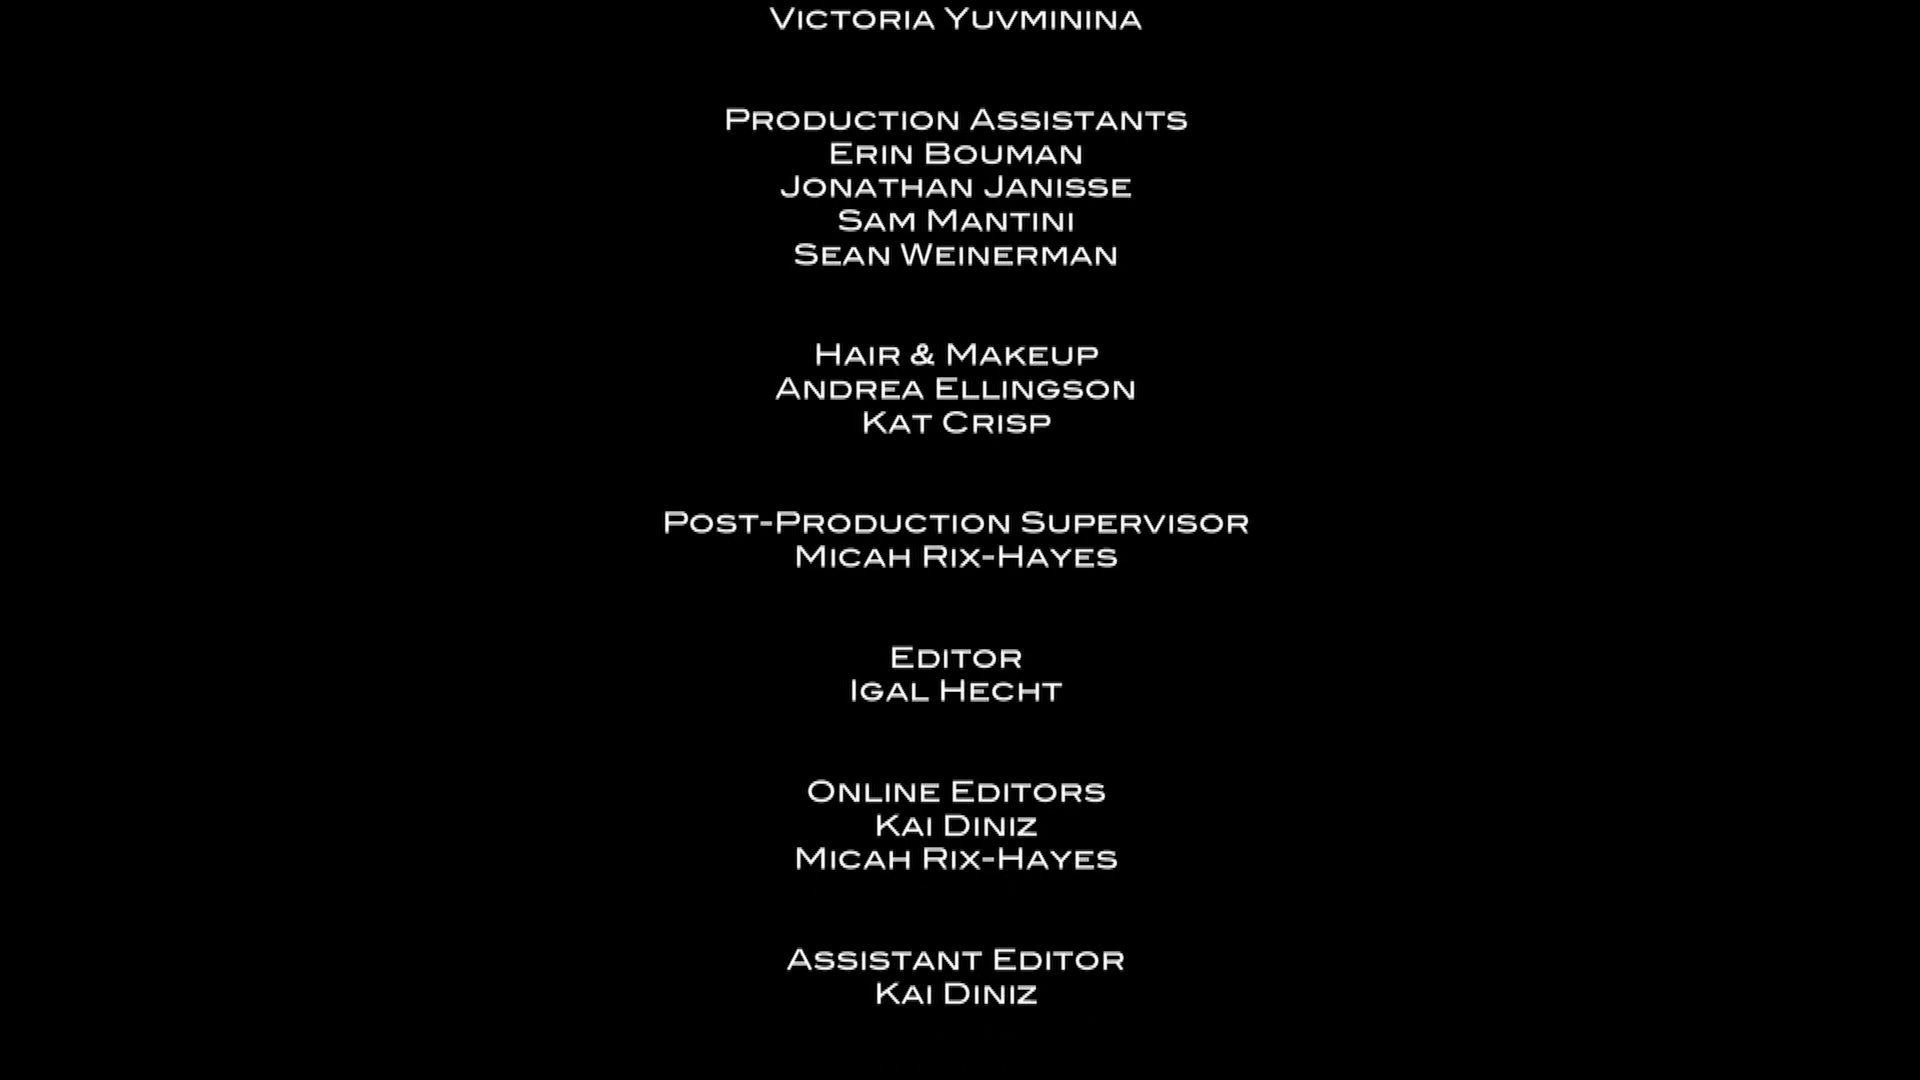 Victoria Yuvminina
Production Assistants
Erin Bouman
Jonathan Janisse
Sam Mantini
Sean Weinerman
Hair & Makeup
Andrea Ellingson
Kat Crisp
Post-Production Supervisor
Micah Rix-Hayes
Editor
Igal Hecht
Online Editors
Kai Diniz
Micah Rix-Hayes
Assistant Editor
Kai Diniz